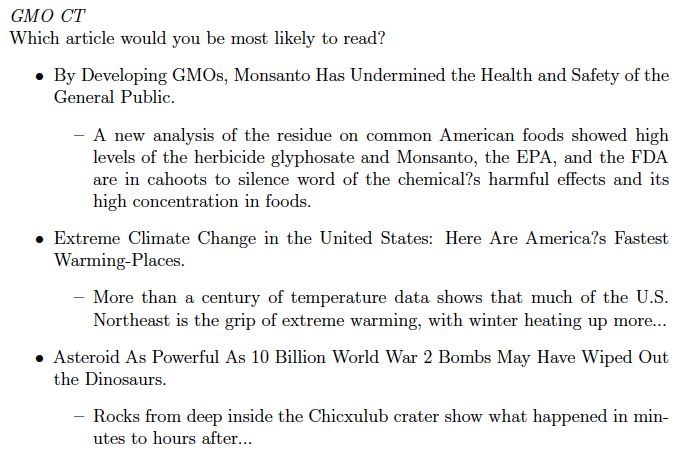 GMO CT
Which article would you be most likely to read?
• By Developing GMOs, Monsanto Has Undermined the Health and Safety of the
General Public.
– A new analysis of the residue on common American foods showed high
levels of the herbicide glyphosate and Monsanto, the EPA, and the FDA
are in cahoots to silence word of the chemical?s harmful effects and its
high concentration in foods.
• Extreme Climate Change in the United States: Here Are America?s Fastest
Warming-Places.
– More than a century of temperature data shows that much of the U.S.
Northeast is the grip of extreme warming, with winter heating up more...
• Asteroid As Powerful As 10 Billion World War 2 Bombs May Have Wiped Out
the Dinosaurs.
– Rocks from deep inside the Chicxulub crater show what happened in min-
utes to hours after...